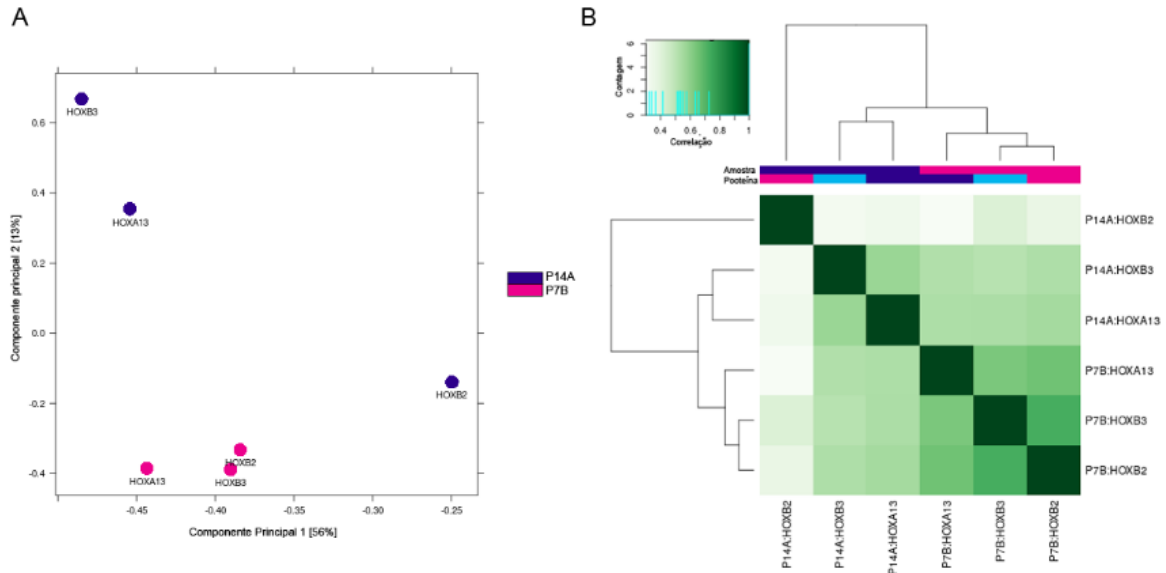 A
B
Componente principal 2 [13%]
0.6
0.4
0.2
0.0
-0.2
-0.4
HOXB3
HOXA13
HOXB2
HOXB2
HOXA13
HOXB3
-0.45
-0.40
-0.35
-0.30
-0.25
Componente Principal 1 [56%]
P14A
P7B
Contagem
0 2 4 6
0.4 0.6 0.8 1
Correlação
Amostra
Pooteína
P14A:HOXB2
P14A:HOXB3
P14A:HOXA13
P7B:HOXA13
P7B:HOXB3
P7B:HOXB2
P14A:HOXB2
P14A:HOXB3
P14A:HOXA13
P7B:HOXA13
P7B:HOXB3
P7B:HOXB2